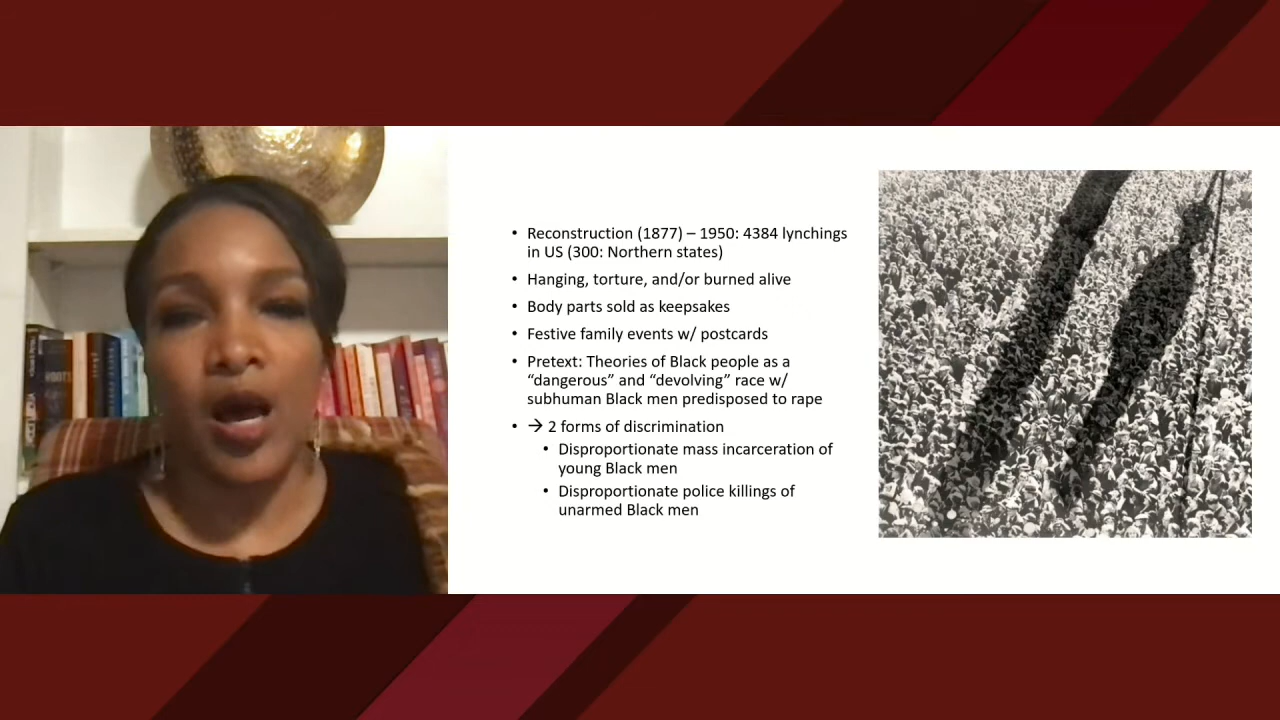 • Reconstruction (1877) – 1950: 4384 lynchings
in US (300: Northern states)
• Hanging, torture, and/or burned alive
• Body parts sold as keepsakes
• Festive family events w/ postcards
• Pretext: Theories of Black people as a
“dangerous” and “devolving” race w/
subhuman Black men predisposed to rape
• → 2 forms of discrimination
• Disproportionate mass incarceration of
young Black men
• Disproportionate police killings of
unarmed Black men